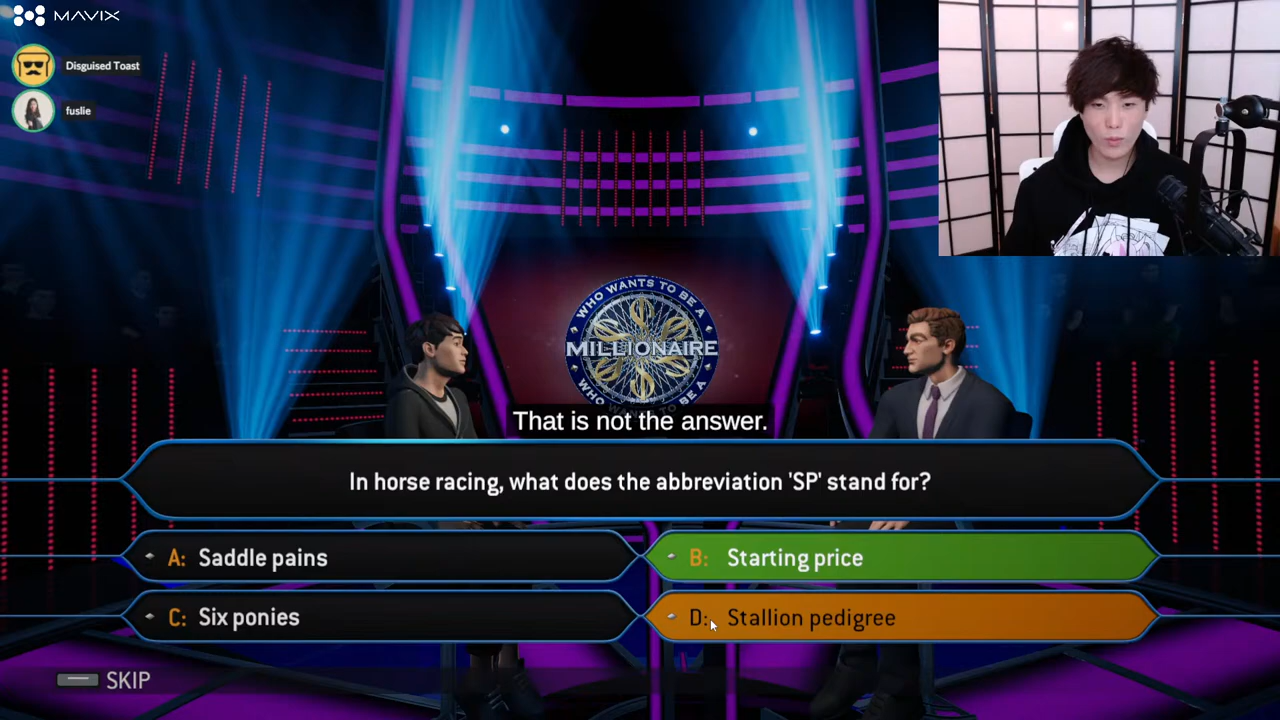 MAVIX
Disguised Toast
fuslie
WHO WANTS TO BE A
MILLIONAIRE
That is not the answer.
In horse racing, what does the abbreviation 'SP' stand for?
A: Saddle pains
B: Starting price
C: Six ponies
D: Stallion pedigree
SKIP